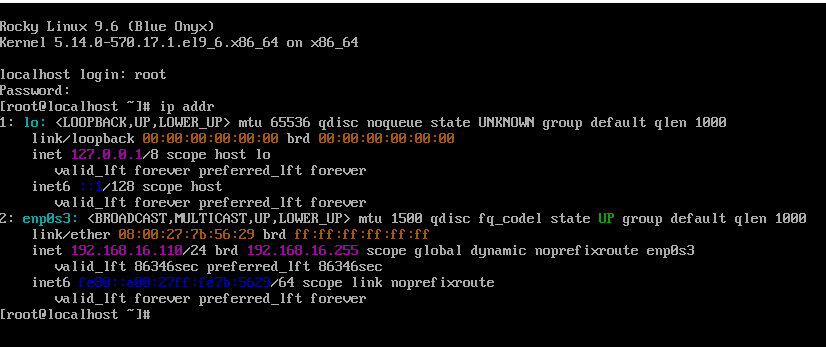 Rocky Linux 9.6 (Blue Onyx)
Kernel 5.14.0-570.17.1.el9_6.x86_64 on x86_64
localhost login: root
Password:
[root@localhost ~]# ip addr
1: lo: <LOOPBACK,UP,LOWER_UP> mtu 65536 qdisc noqueue state UNKNOWN group default qlen 1000
    link/loopback 00:00:00:00:00:00 brd 00:00:00:00:00:00
    inet 127.0.0.1/8 scope host lo
       valid_lft forever preferred_lft forever
    inet6 ::1/128 scope host
       valid_lft forever preferred_lft forever
2: enp0s3: <BROADCAST,MULTICAST,UP,LOWER_UP> mtu 1500 qdisc fq_codel state UP group default qlen 1000
    link/ether 08:00:27:7b:56:29 brd ff:ff:ff:ff:ff:ff
    inet 192.168.16.110/24 brd 192.168.16.255 scope global dynamic noprefixroute enp0s3
       valid_lft 86346sec preferred_lft 86346sec
    inet6 fe80::a00:27ff:fe7b:5629/64 scope link noprefixroute
       valid_lft forever preferred_lft forever
[root@localhost ~]#